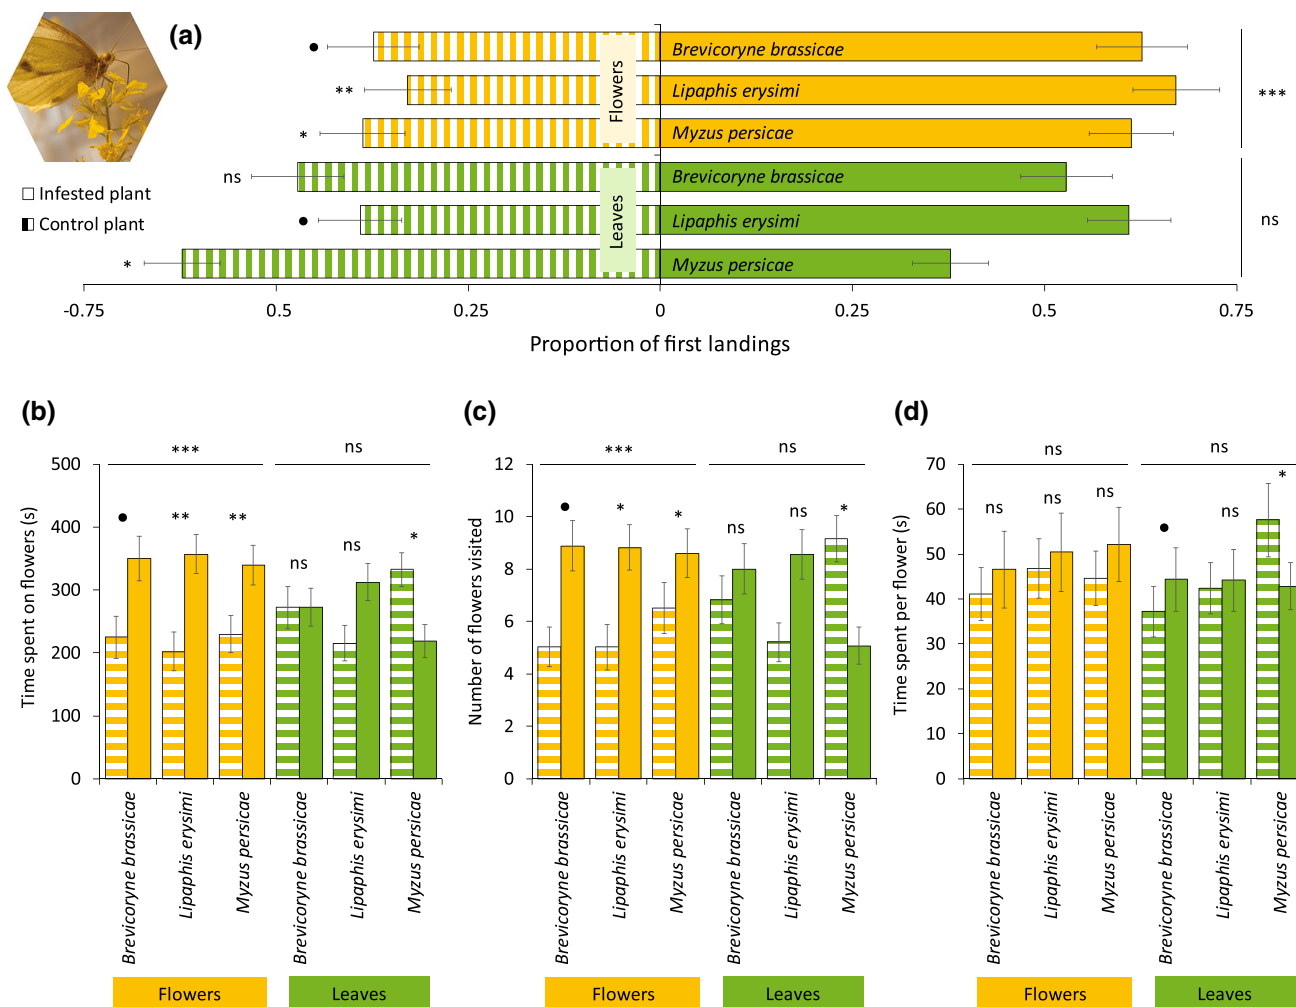 (a)
Infested plant
Control plant
Flowers
Leaves
• Brevicoryne brassicae
** Lipaphis erysimi
* Myzus persicae
***
ns Brevicoryne brassicae
• Lipaphis erysimi
* Myzus persicae
ns
-0.75 0.5 0.25 0 0.25 0.5 0.75
Proportion of first landings
(b)
Time spent on flowers (s)
500
400
300
200
100
0
*** ns
• ** ** ns ns *
Brevicoryne brassicae
Lipaphis erysimi
Myzus persicae
Brevicoryne brassicae
Lipaphis erysimi
Myzus persicae
Flowers Leaves
(c)
Number of flowers visited
12
10
8
6
4
2
0
*** ns
• * * ns ns *
Brevicoryne brassicae
Lipaphis erysimi
Myzus persicae
Brevicoryne brassicae
Lipaphis erysimi
Myzus persicae
Flowers Leaves
(d)
Time spent per flower (s)
70
60
50
40
30
20
10
0
ns ns
ns ns ns • ns *
Brevicoryne brassicae
Lipaphis erysimi
Myzus persicae
Brevicoryne brassicae
Lipaphis erysimi
Myzus persicae
Flowers Leaves